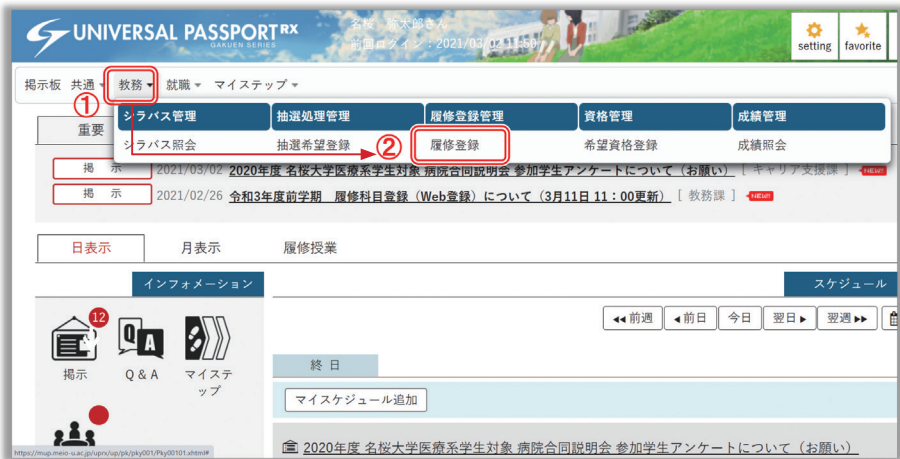 UNIVERSAL PASSPORT RX
GAKUEN SERIES
名桜 弥太郎さん
前回ログイン：2021/03/02 11:50
setting favorite
掲示板 共通 教務 就職 マイステップ
①
シラバス管理 抽選処理管理 履修登録管理 資格管理 成績管理
重要
シラバス照会 抽選希望登録 ② 履修登録 希望資格登録 成績照会
掲 示 2021/03/02 2020年度 名桜大学医療系学生対象 病院合同説明会 参加学生アンケートについて（お願い） [ キャリア支援課 ] NEW!!
掲 示 2021/02/26 令和3年度前学期　履修科目登録（Web登録）について（3月11日 11：00更新） [ 教務課 ] NEW!!
日表示 月表示 履修授業
インフォメーション スケジュール
前週 前日 今日 翌日 翌週
12
掲示 Q & A マイステップ
終 日
マイスケジュール追加
2020年度 名桜大学医療系学生対象 病院合同説明会 参加学生アンケートについて（お願い）
https://mup.meio-u.ac.jp/uprx/up/pk/pky001/Pky00101.xhtml#